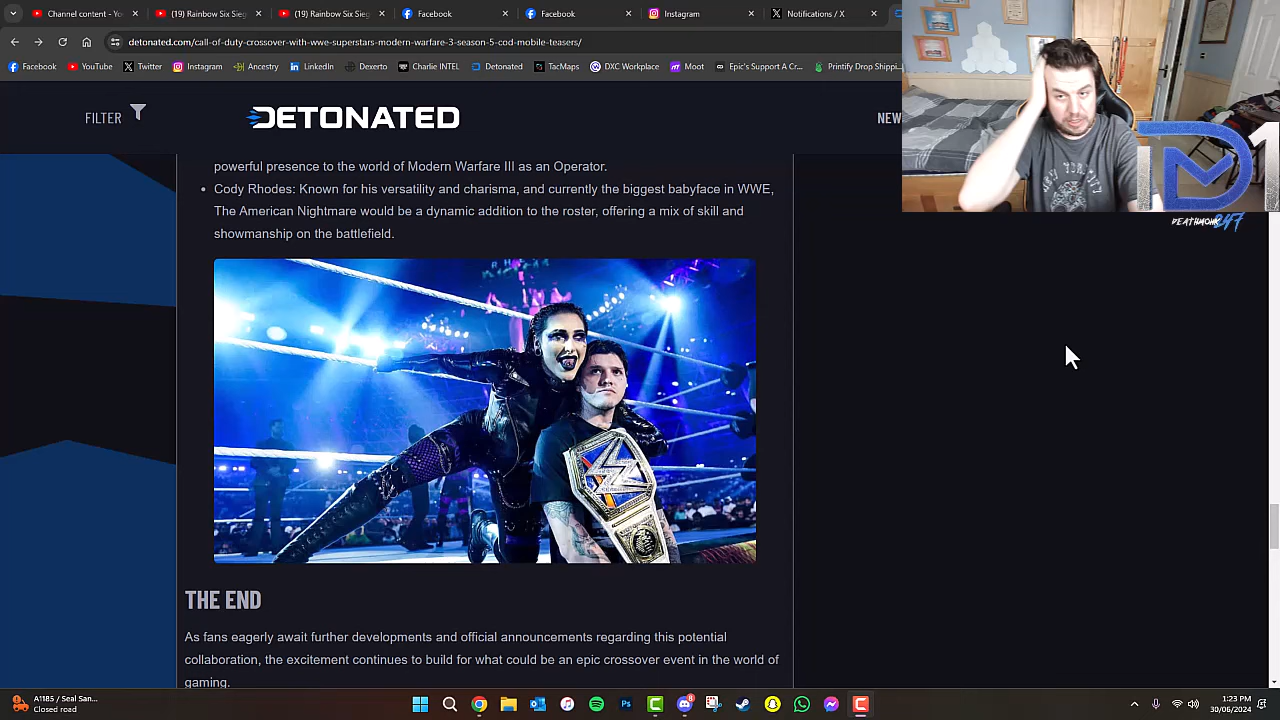 Channel content - Yo
(19) Rainbow Six Sieg
(19) Rainbow Six Sieg
Facebook
Facebook
Instagram
Notifications / X
detonated.com/call-of-duty-crossover-with-wwe-superstars-modern-warfare-3-season-5-cod-mobile-teasers/
Facebook
YouTube
Twitter
Instagram
Ancestry
LinkedIn
Dexerto
Charlie INTEL
Detonated
TacMaps
DXC Workplace
Moot
Epic's Support A Cr...
Printify Drop Shippi...
FILTER
DETONATED
NEW
powerful presence to the world of Modern Warfare III as an Operator.
Cody Rhodes: Known for his versatility and charisma, and currently the biggest babyface in WWE,
The American Nightmare would be a dynamic addition to the roster, offering a mix of skill and
showmanship on the battlefield.
THE END
As fans eagerly await further developments and official announcements regarding this potential
collaboration, the excitement continues to build for what could be an epic crossover event in the world of
gaming.
A1185 / Seal San...
Closed road
8
1:23 PM
30/06/2024